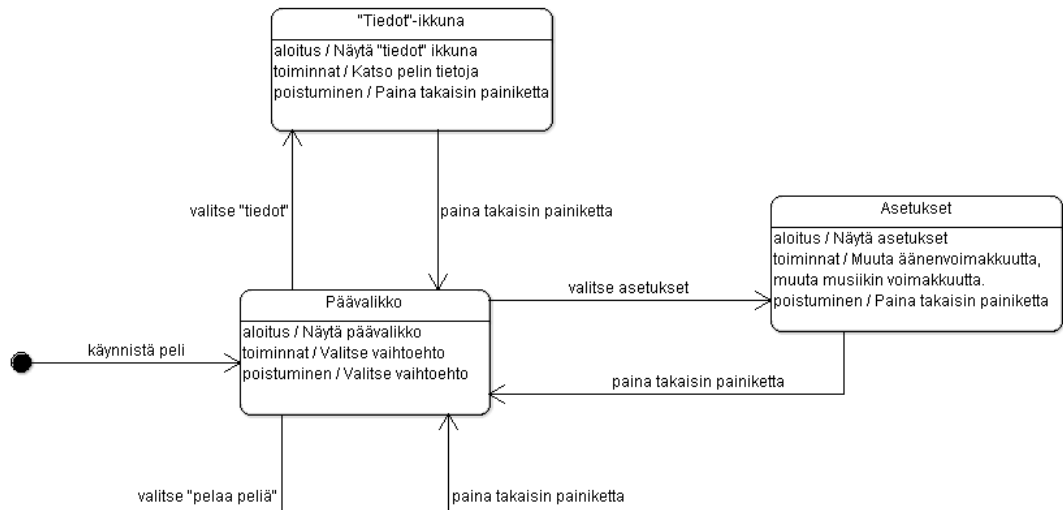 "Tiedot"-ikkuna
aloitus / Näytä "tiedot" ikkuna
toiminnat / Katso pelin tietoja
poistuminen / Paina takaisin painiketta
valitse "tiedot"
paina takaisin painiketta
Asetukset
aloitus / Näytä asetukset
toiminnat / Muuta äänenvoimakkuutta,
muuta musiikin voimakkuutta.
poistuminen / Paina takaisin painiketta
valitse asetukset
Päävalikko
aloitus / Näytä päävalikko
toiminnat / Valitse vaihtoehto
poistuminen / Valitse vaihtoehto
käynnistä peli
paina takaisin painiketta
valitse "pelaa peliä"
paina takaisin painiketta